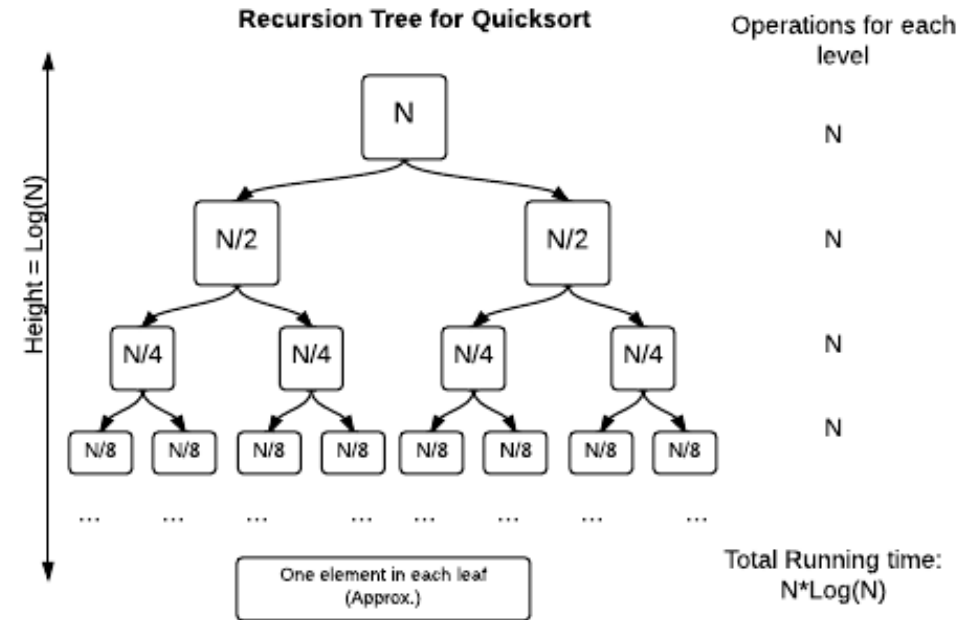 Recursion Tree for Quicksort
Operations for each
level
N
N
N/2
N/2
N
N/4
N/4
N/4
N/4
N
N/8
N/8
N/8
N/8
N/8
N/8
N/8
N/8
N
...
...
...
...
...
...
...
...
Height = Log(N)
One element in each leaf
(Approx.)
Total Running time:
N*Log(N)